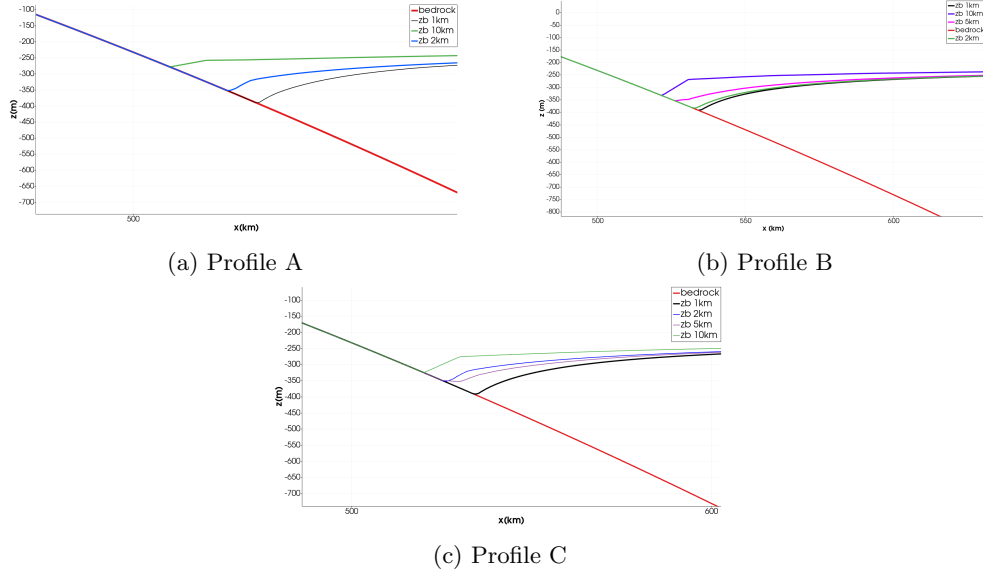 -100
-150
-200
-250
-300
-350
-400
-450
-500
-550
-600
-650
-700
z(m)
500
x(km)
bedrock
zb 1km
zb 10km
zb 2km
(a) Profile A
0
-50
-100
-150
-200
-250
-300
-350
-400
-450
-500
-550
-600
-650
-700
-750
-800
z (m)
500
550
600
x (km)
zb 1km
zb 10km
zb 5km
bedrock
zb 2km
(b) Profile B
-100
-150
-200
-250
-300
-350
-400
-450
-500
-550
-600
-650
-700
z(m)
500
600
x(km)
bedrock
zb 1km
zb 2km
zb 5km
zb 10km
(c) Profile C